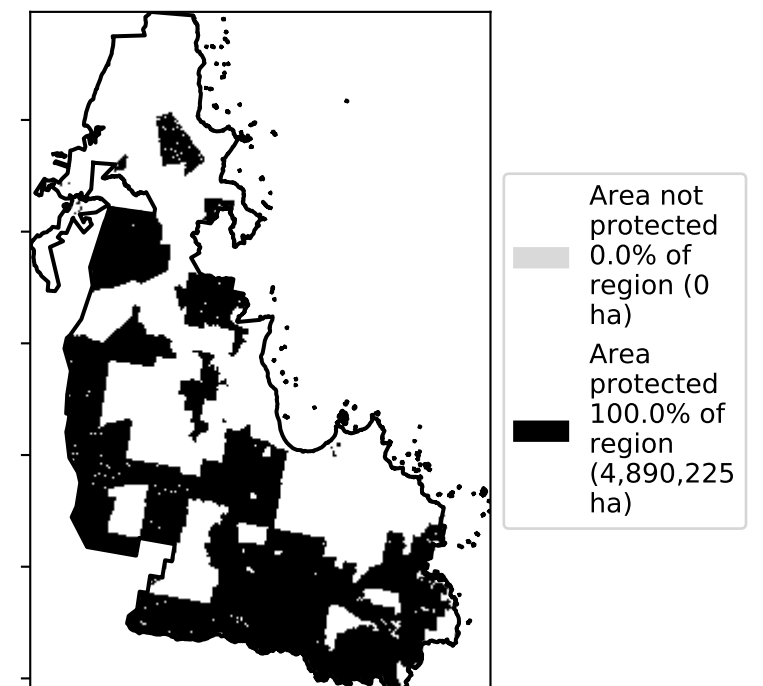 Area not
protected
0.0% of
region (0
ha)
Area
protected
100.0% of
region
(4,890,225
ha)